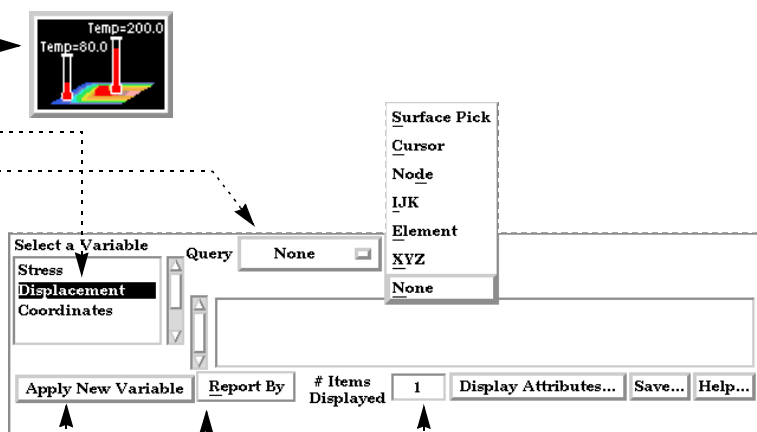 Temp=200.0
Temp=80.0
Surface Pick
Cursor
Node
IJK
Element
XYZ
None
Select a Variable
Query
None
Stress
Displacement
Coordinates
Apply New Variable
Report By
# Items
Displayed
1
Display Attributes...
Save...
Help...